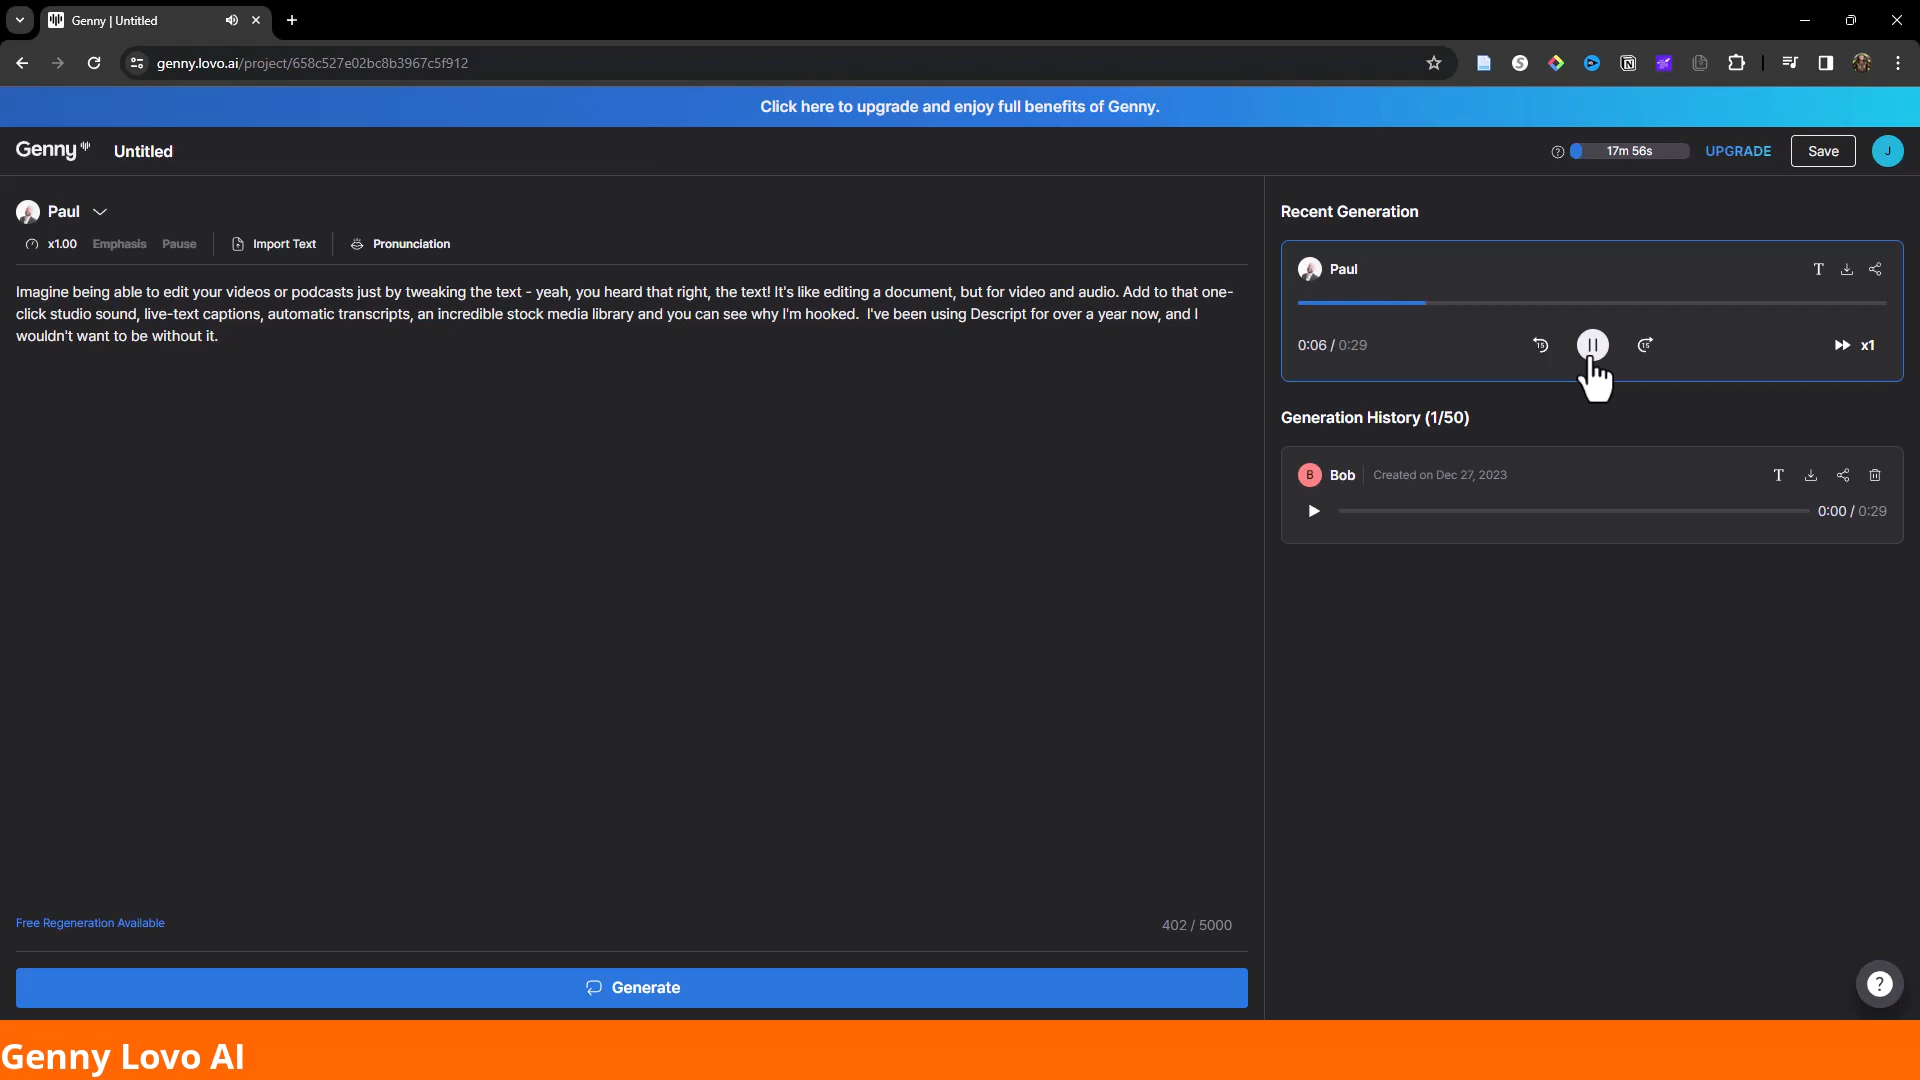 Genny | Untitled
genny.lovo.ai/project/658c527e02bc8b3967c5f912
Click here to upgrade and enjoy full benefits of Genny.
Genny Untitled 17m 56s UPGRADE Save J
Paul
x1.00 Emphasis Pause Import Text Pronunciation
Imagine being able to edit your videos or podcasts just by tweaking the text - yeah, you heard that right, the text! It's like editing a document, but for video and audio. Add to that one-
click studio sound, live-text captions, automatic transcripts, an incredible stock media library and you can see why I'm hooked.  I've been using Descript for over a year now, and I
wouldn't want to be without it.
Free Regeneration Available 402 / 5000
Generate
Recent Generation
Paul T
0:06 / 0:29 15 15 x1
Generation History (1/50)
B Bob Created on Dec 27, 2023 T
0:00 / 0:29
?
Genny Lovo AI